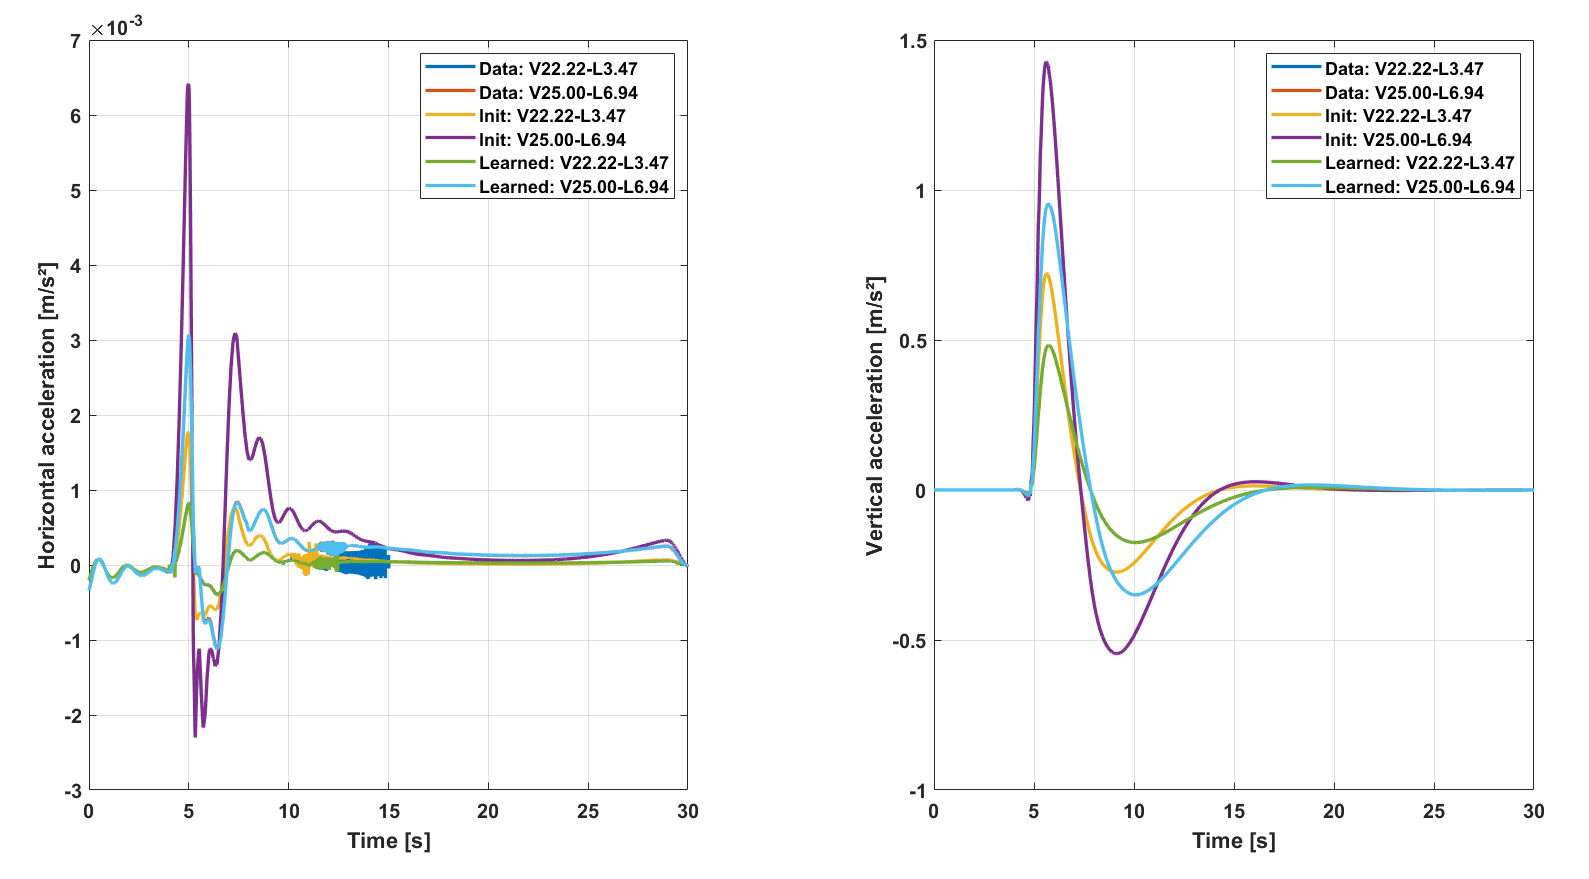 ×10-3
7
6
5
4
3
2
1
0
-1
-2
-3
0
5
10
15
20
25
30
Horizontal acceleration [m/s²]
Time [s]
Data: V22.22-L3.47
Data: V25.00-L6.94
Init: V22.22-L3.47
Init: V25.00-L6.94
Learned: V22.22-L3.47
Learned: V25.00-L6.94
1.5
1
0.5
0
-0.5
-1
0
5
10
15
20
25
30
Vertical acceleration [m/s²]
Time [s]
Data: V22.22-L3.47
Data: V25.00-L6.94
Init: V22.22-L3.47
Init: V25.00-L6.94
Learned: V22.22-L3.47
Learned: V25.00-L6.94